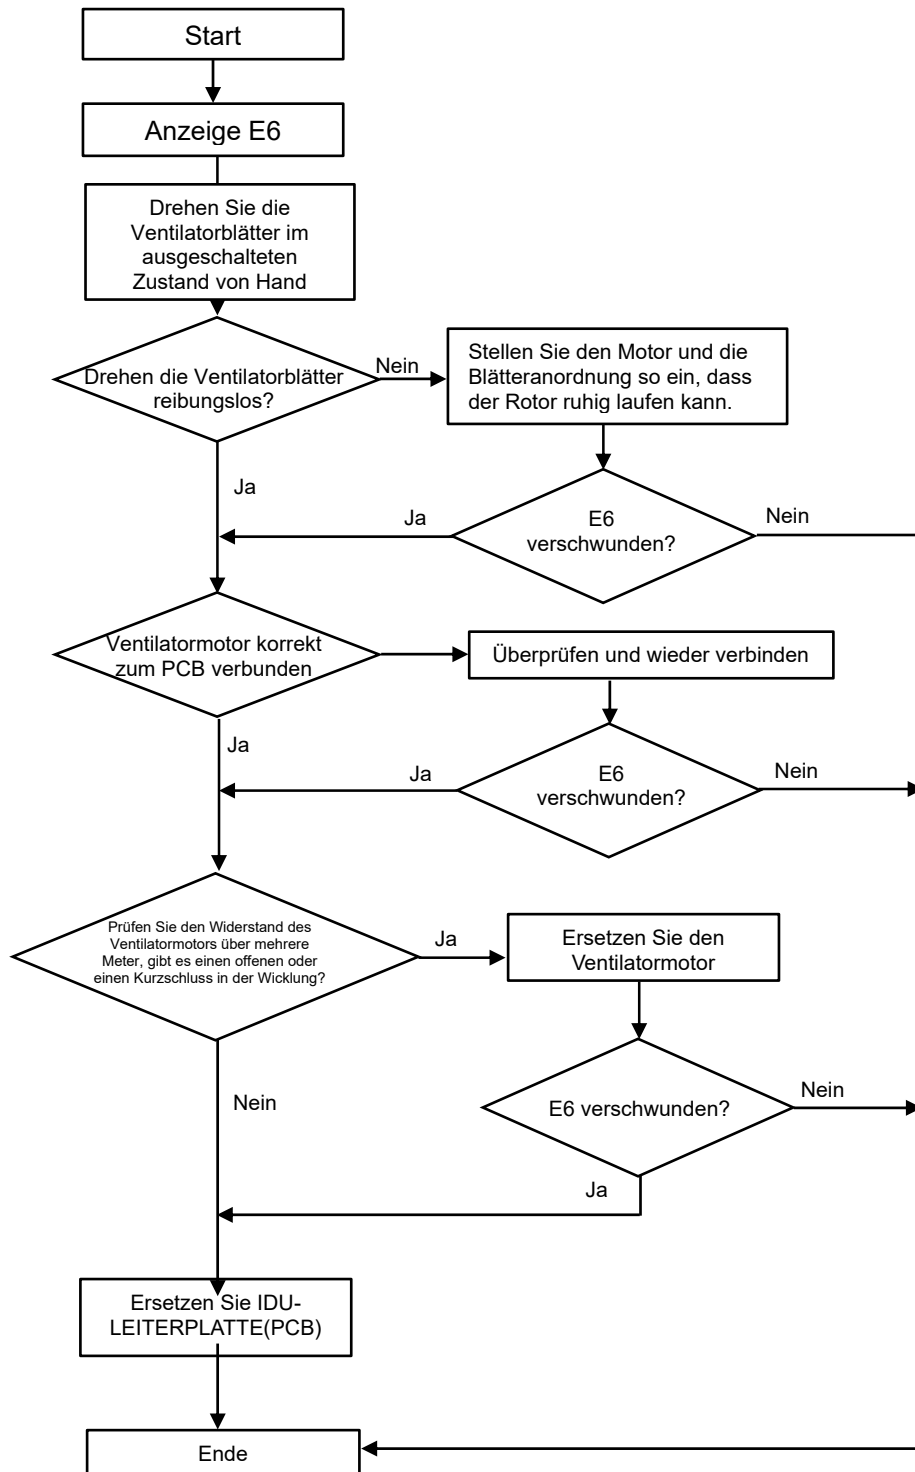 Start
Anzeige E6
Drehen Sie die
Ventilatorblätter im
ausgeschalteten
Zustand von Hand
Drehen die Ventilatorblätter
reibungslos?
Nein
Stellen Sie den Motor und die
Blätteranordnung so ein, dass
der Rotor ruhig laufen kann.
Ja
Ja
E6
verschwunden?
Nein
Ventilatormotor korrekt
zum PCB verbunden
Überprüfen und wieder verbinden
Ja
Ja
E6
verschwunden?
Nein
Prüfen Sie den Widerstand des
Ventilatormotors über mehrere
Meter, gibt es einen offenen oder
einen Kurzschluss in der Wicklung?
Ja
Ersetzen Sie den
Ventilatormotor
Nein
E6 verschwunden?
Nein
Ja
Ersetzen Sie IDU-
LEITERPLATTE(PCB)
Ende